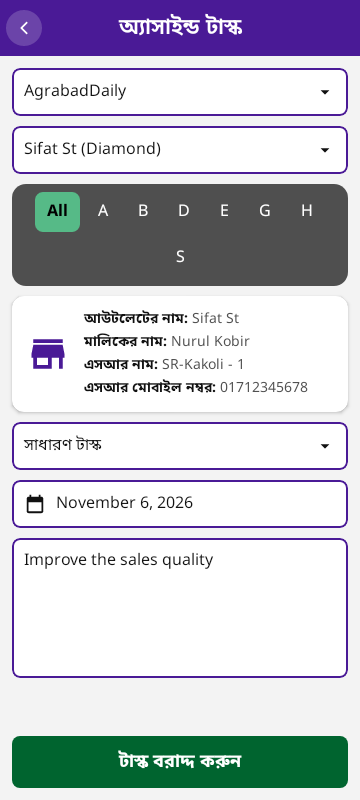 অ্যাসাইন্ড টাস্ক
AgrabadDaily
Sifat St (Diamond)
All A B D E G H
S
আউটলেটের নাম: Sifat St
মালিকের নাম: Nurul Kobir
এসআর নাম: SR-Kakoli - 1
এসআর মোবাইল নম্বর: 01712345678
সাধারণ টাস্ক
November 6, 2026
Improve the sales quality
টাস্ক বরাদ্দ করুন